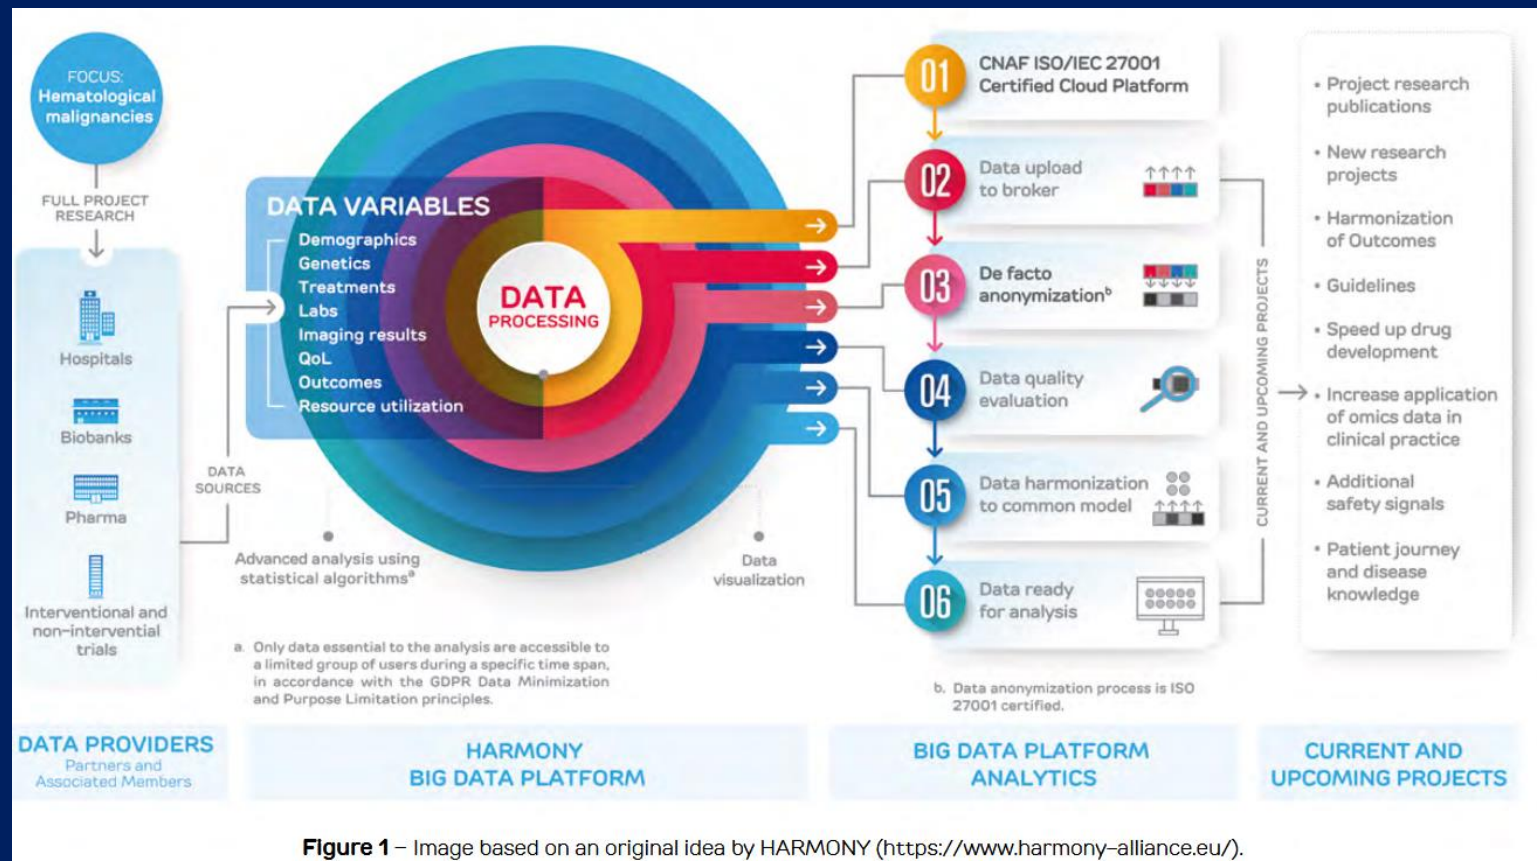 FOCUS:
Hematological
malignancies
FULL PROJECT
RESEARCH
Hospitals
Biobanks
Pharma
Interventional and
non-intervential
trials
DATA
SOURCES
DATA VARIABLES
Demographics
Genetics
Treatments
Labs
Imaging results
QoL
Outcomes
Resource utilization
DATA
PROCESSING
Advanced analysis using
statistical algorithmsª
Data
visualization
a. Only data essential to the analysis are accessible to
a limited group of users during a specific time span,
in accordance with the GDPR Data Minimization
and Purpose Limitation principles.
01
CNAF ISO/IEC 27001
Certified Cloud Platform
02
Data upload
to broker
03
De facto
anonymizationᵇ
04
Data quality
evaluation
05
Data harmonization
to common model
06
Data ready
for analysis
b. Data anonymization process is ISO
27001 certified.
CURRENT AND UPCOMING PROJECTS
• Project research
publications
• New research
projects
• Harmonization
of Outcomes
• Guidelines
• Speed up drug
development
• Increase application
of omics data in
clinical practice
• Additional
safety signals
• Patient journey
and disease
knowledge
DATA PROVIDERS
Partners and
Associated Members
HARMONY
BIG DATA PLATFORM
BIG DATA PLATFORM
ANALYTICS
CURRENT AND
UPCOMING PROJECTS
Figure 1 – Image based on an original idea by HARMONY (https://www.harmony-alliance.eu/).